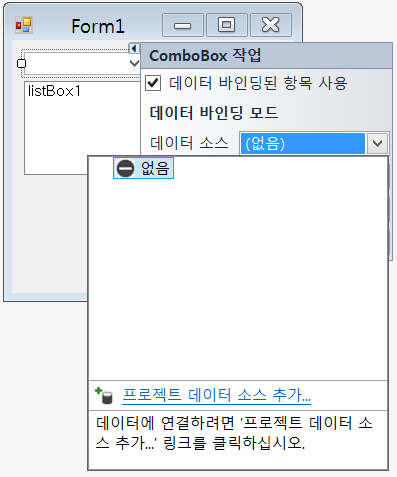 Form1
ComboBox 작업
데이터 바인딩된 항목 사용
listBox1
데이터 바인딩 모드
데이터 소스 (없음)
없음
프로젝트 데이터 소스 추가...
데이터에 연결하려면 '프로젝트 데이터 소
스 추가...' 링크를 클릭하십시오.